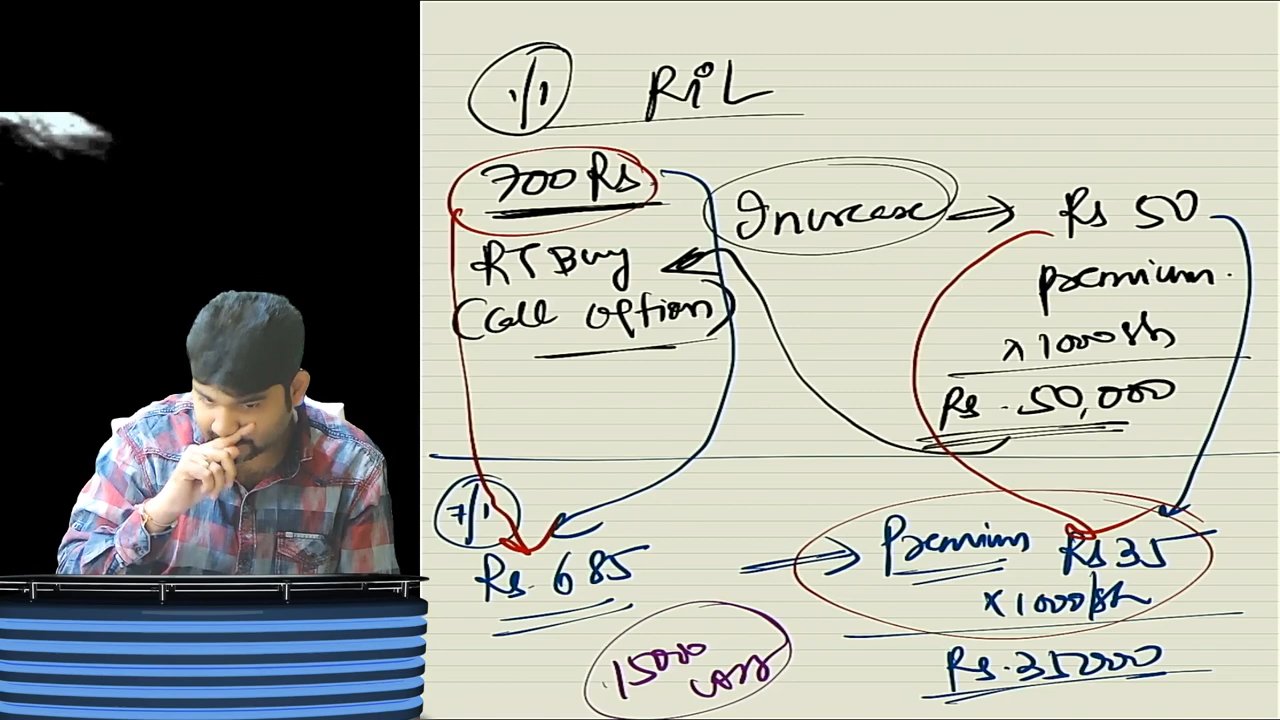 1/1 RiL
700 Rs.
Increase ⇒ Rs 50
RT Buy
premium.
(Call option)
x 1000 sh
Rs. 50,000
7/1
Rs. 685 ⇒ Premium Rs 35
x 1000/sh
15000 loss
Rs. 35000